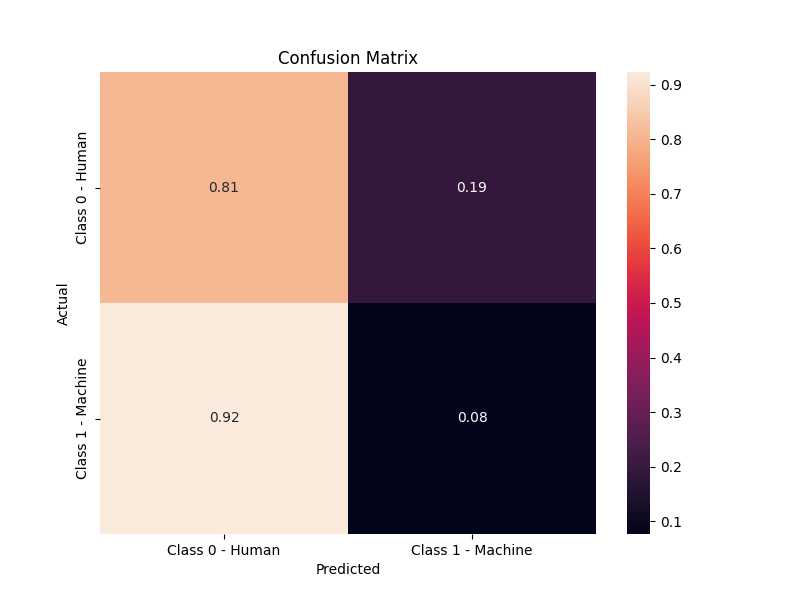 Confusion Matrix
Class 0 - Human
0.81
0.19
Actual
Class 1 - Machine
0.92
0.08
Class 0 - Human
Class 1 - Machine
Predicted
0.9
0.8
0.7
0.6
0.5
0.4
0.3
0.2
0.1